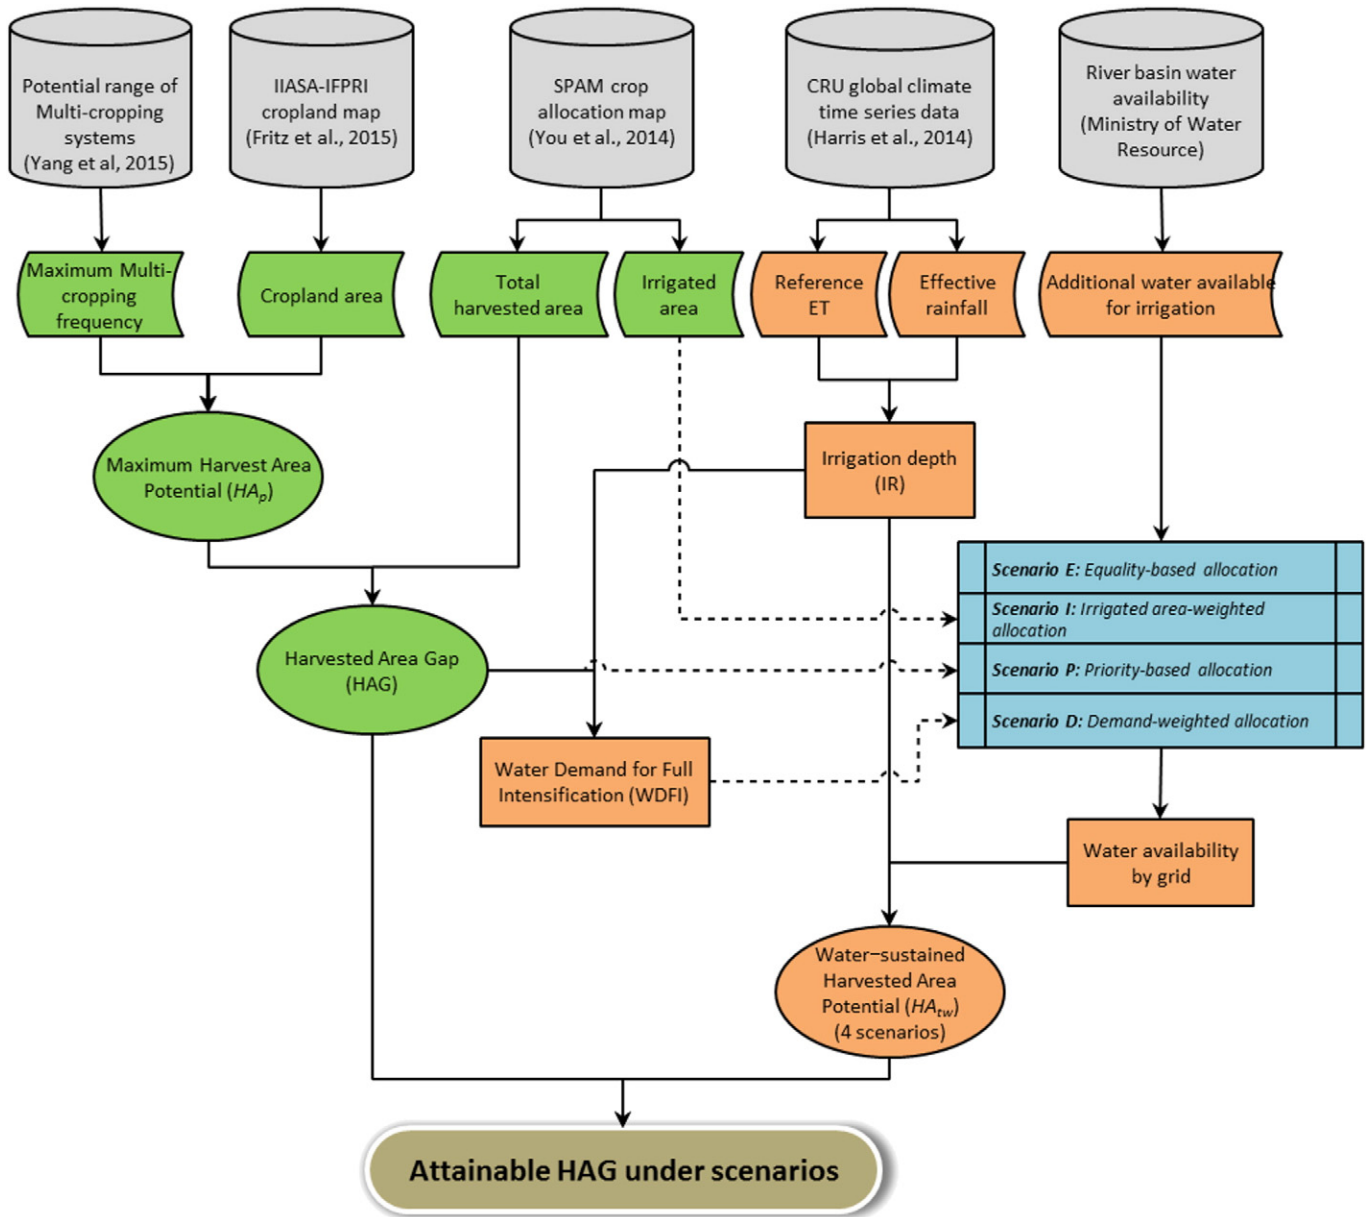 Potential range of
Multi-cropping
systems
(Yang et al, 2015)
IIASA-IFPRI
cropland map
(Fritz et al., 2015)
SPAM crop
allocation map
(You et al., 2014)
CRU global climate
time series data
(Harris et al., 2014)
River basin water
availability
(Ministry of Water
Resource)
Maximum Multi-
cropping
frequency
Cropland area
Total
harvested area
Irrigated
area
Reference
ET
Effective
rainfall
Additional water available
for irrigation
Maximum Harvest Area
Potential (HAp)
Irrigation depth
(IR)
Scenario E: Equality-based allocation
Scenario I: Irrigated area-weighted
allocation
Scenario P: Priority-based allocation
Scenario D: Demand-weighted allocation
Harvested Area Gap
(HAG)
Water Demand for Full
Intensification (WDFI)
Water availability
by grid
Water–sustained
Harvested Area
Potential (HAtw)
(4 scenarios)
Attainable HAG under scenarios